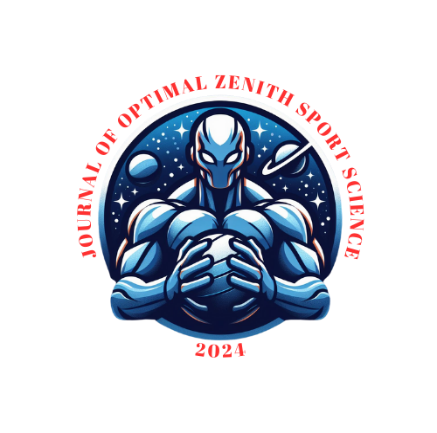 JOURNAL OF OPTIMAL ZENITH SPORT SCIENCE
2024